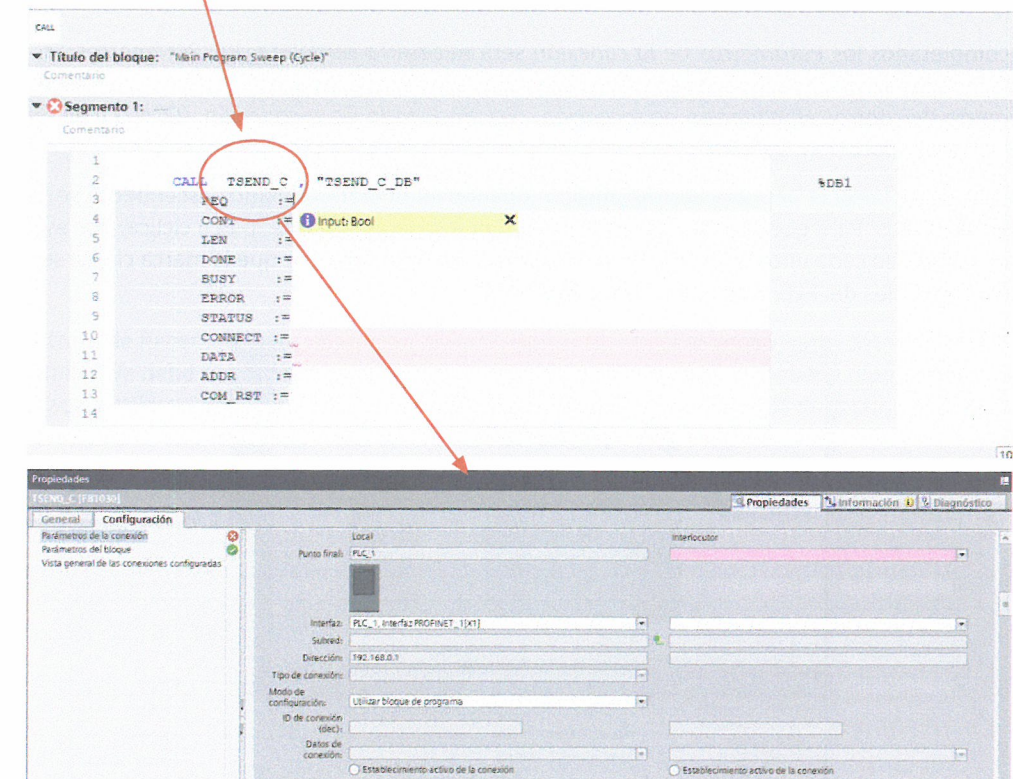 CALL
Título del bloque: "Main Program Sweep (Cycle)"
Comentario
Segmento 1:
Comentario
1
2 CALL TSEND_C , "TSEND_C_DB" %DB1
3 REQ :=
4 CONT := Input: Bool
5 LEN :=
6 DONE :=
7 BUSY :=
8 ERROR :=
9 STATUS :=
10 CONNECT :=
11 DATA :=
12 ADDR :=
13 COM_RST :=
14
10
Propiedades
TSEND_C [FB1030]
Propiedades Información Diagnóstico
General Configuración
Parámetros de la conexión
Parámetros del bloque
Vista general de las conexiones configuradas
Local Interlocutor
Punto final: PLC_1
Interfaz: PLC_1, Interfaz PROFINET_1[X1]
Subred:
Dirección: 192.168.0.1
Tipo de conexión:
Modo de
configuración: Utilizar bloque de programa
ID de conexión
(dec):
Datos de
conexión:
Establecimiento activo de la conexión Establecimiento activo de la conexión